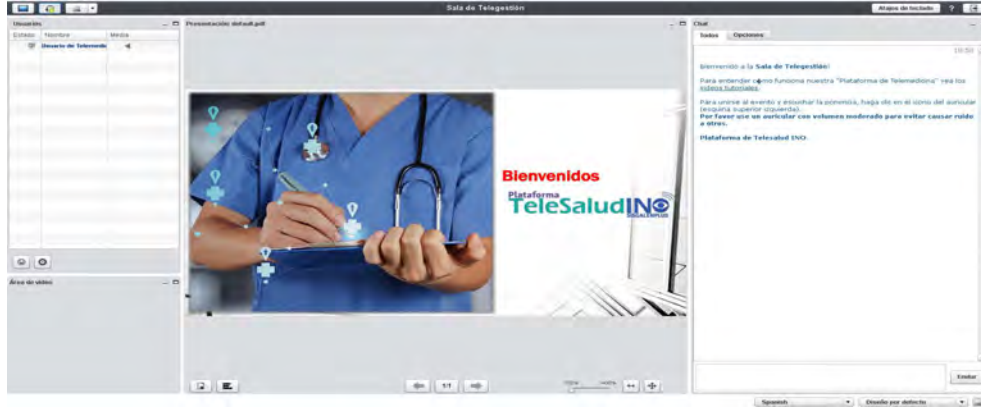 Sala de Telegestión
Atajos de teclado
?
Usuarios
Estado Nombre Media
Usuario de Telemedic
Área de video
Presentación: default.pdf
Bienvenidos
Plataforma
TeleSaludINO
1/1
100% 400%
Chat
Todos Opciones
Bienvenido a la Sala de Telegestión!
Para entender c�mo funciona nuestra "Plataforma de Telemedicina" vea los
videos tutoriales.
Para unirse al evento y escuchar la ponencia, haga clic en el icono del auricular
(esquina superior izquierda).
Por favor use un auricular con volumen moderado para evitar causar ruido
a otros.
Plataforma de Telesalud INO.
Enviar
Spanish
Diseño por defecto